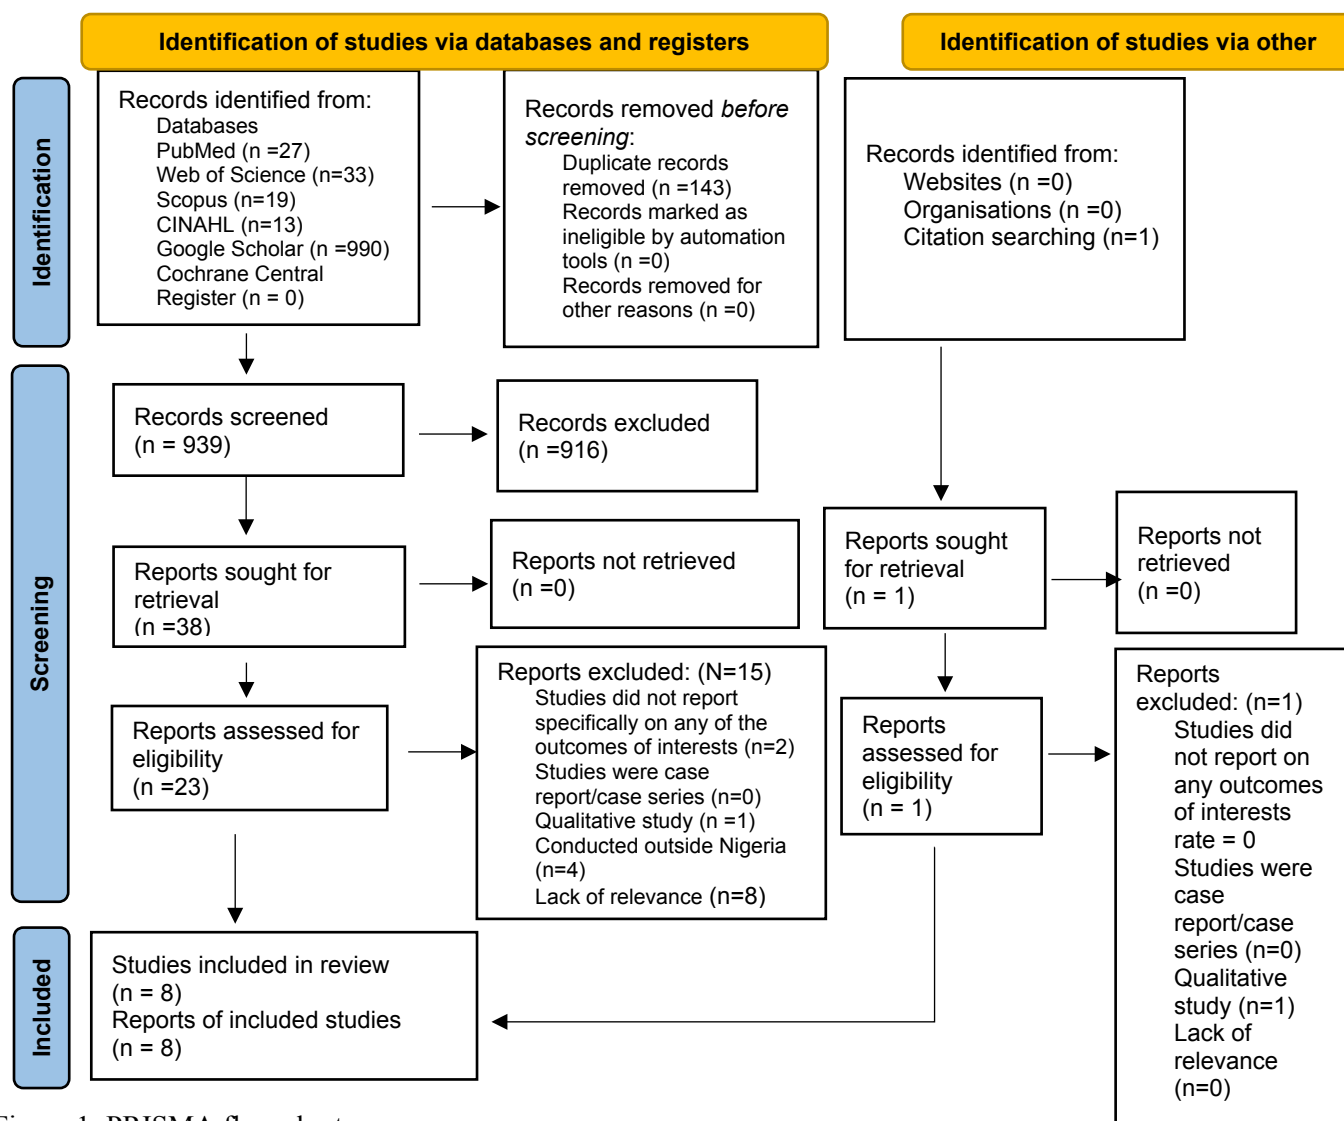 Identification of studies via databases and registers
Identification of studies via other
Identification
Records identified from:
Databases
PubMed (n =27)
Web of Science (n=33)
Scopus (n=19)
CINAHL (n=13)
Google Scholar (n =990)
Cochrane Central
Register (n = 0)
Records removed before
screening:
Duplicate records
removed (n =143)
Records marked as
ineligible by automation
tools (n =0)
Records removed for
other reasons (n =0)
Records identified from:
Websites (n =0)
Organisations (n =0)
Citation searching (n=1)
Screening
Records screened
(n = 939)
Records excluded
(n =916)
Reports sought for
retrieval
(n =38)
Reports not retrieved
(n =0)
Reports sought
for retrieval
(n = 1)
Reports not
retrieved
(n =0)
Reports assessed for
eligibility
(n =23)
Reports excluded: (N=15)
Studies did not report
specifically on any of the
outcomes of interests (n=2)
Studies were case
report/case series (n=0)
Qualitative study (n =1)
Conducted outside Nigeria
(n=4)
Lack of relevance (n=8)
Reports
assessed for
eligibility
(n = 1)
Reports
excluded: (n=1)
Studies did
not report on
any outcomes
of interests
rate = 0
Studies were
case
report/case
series (n=0)
Qualitative
study (n=1)
Lack of
relevance
(n=0)
Included
Studies included in review
(n = 8)
Reports of included studies
(n = 8)
Figure 1. PRISMA flow chart